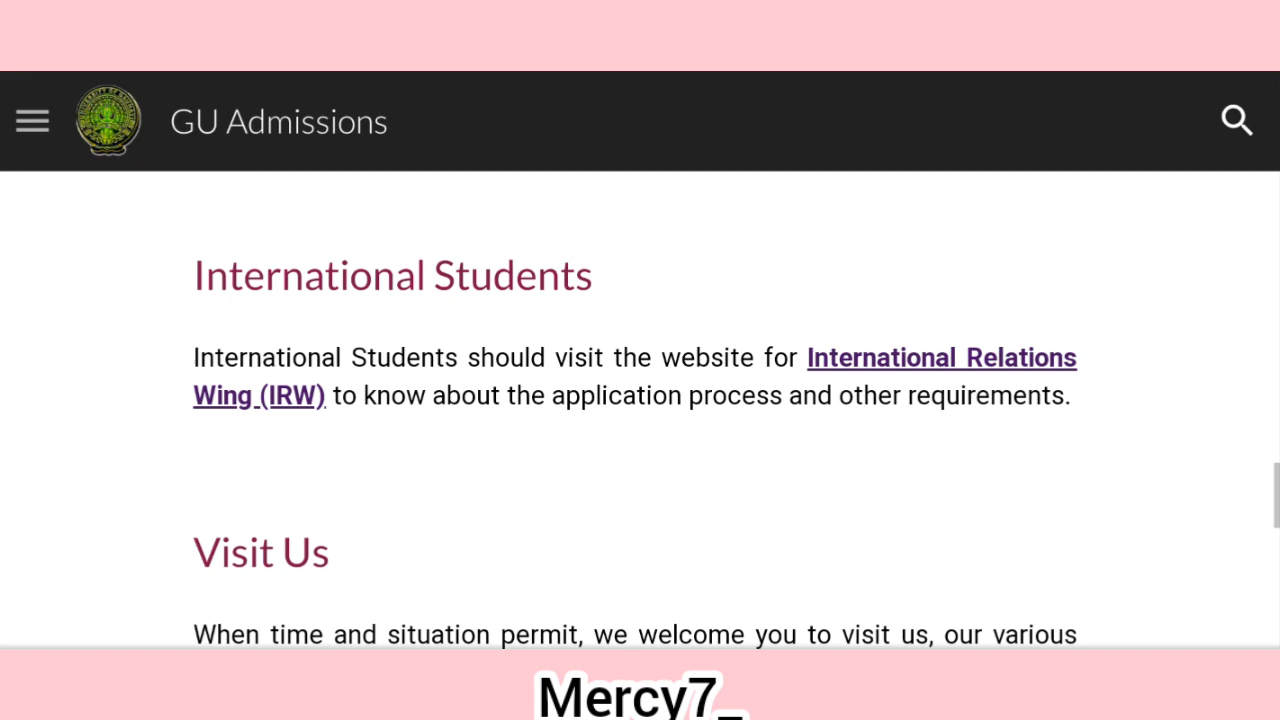 GU Admissions
International Students
International Students should visit the website for International Relations
Wing (IRW) to know about the application process and other requirements.
Visit Us
When time and situation permit, we welcome you to visit us, our various
Mercy7_